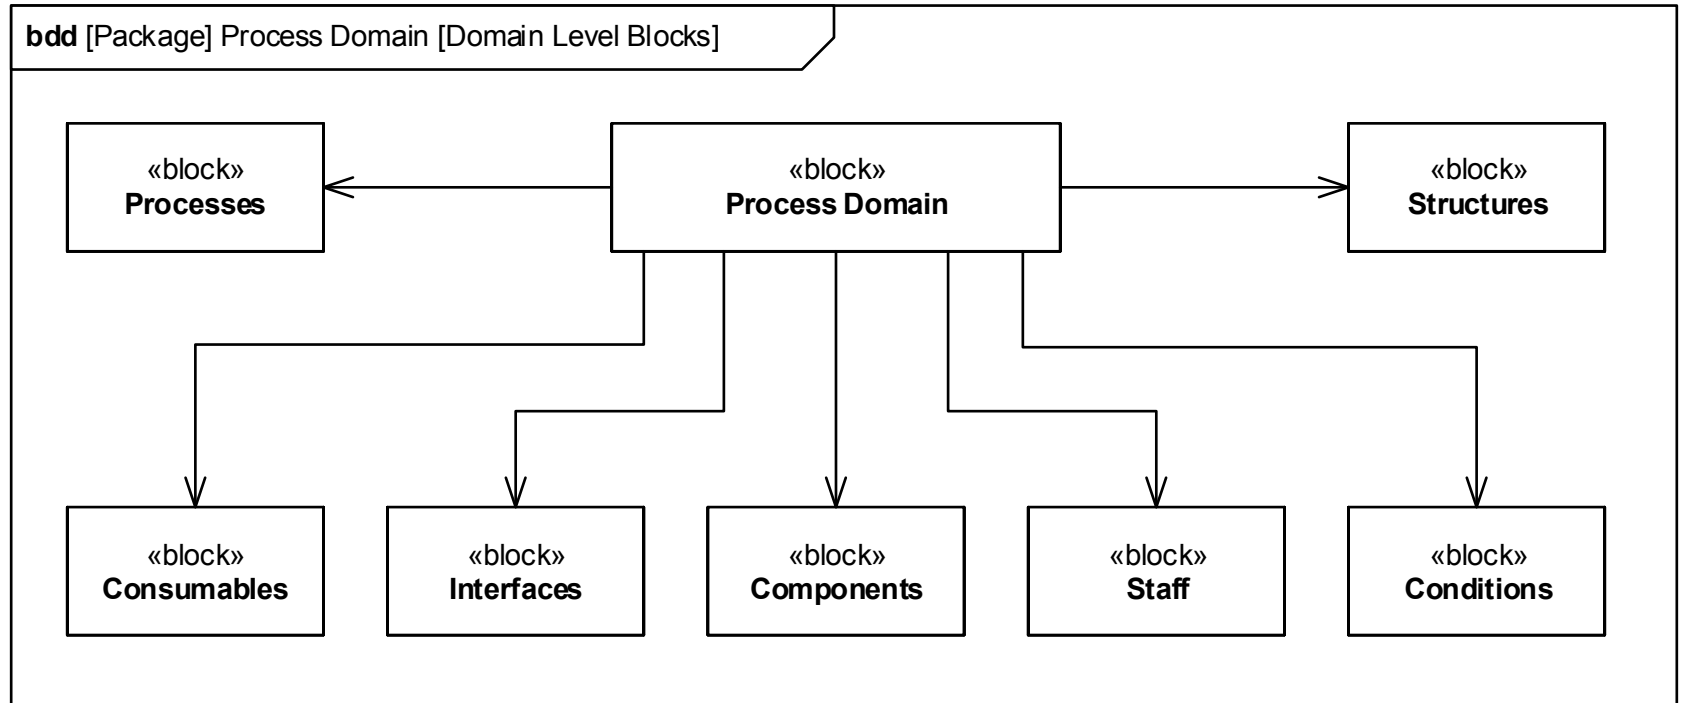 bdd [Package] Process Domain [Domain Level Blocks]
«block»
Processes
«block»
Process Domain
«block»
Structures
«block»
Consumables
«block»
Interfaces
«block»
Components
«block»
Staff
«block»
Conditions